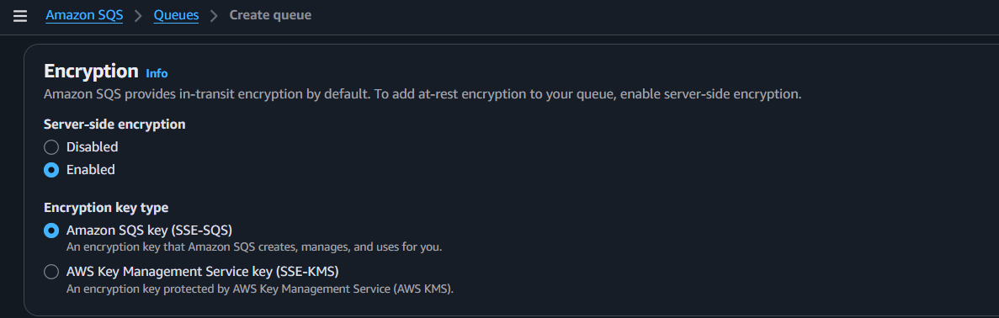 Amazon SQS > Queues > Create queue
Encryption Info
Amazon SQS provides in-transit encryption by default. To add at-rest encryption to your queue, enable server-side encryption.
Server-side encryption
Disabled
Enabled
Encryption key type
Amazon SQS key (SSE-SQS)
An encryption key that Amazon SQS creates, manages, and uses for you.
AWS Key Management Service key (SSE-KMS)
An encryption key protected by AWS Key Management Service (AWS KMS).